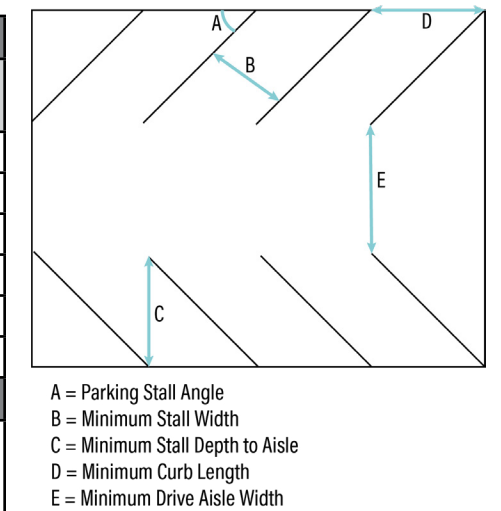 A
D
B
E
C
A = Parking Stall Angle
B = Minimum Stall Width
C = Minimum Stall Depth to Aisle
D = Minimum Curb Length
E = Minimum Drive Aisle Width